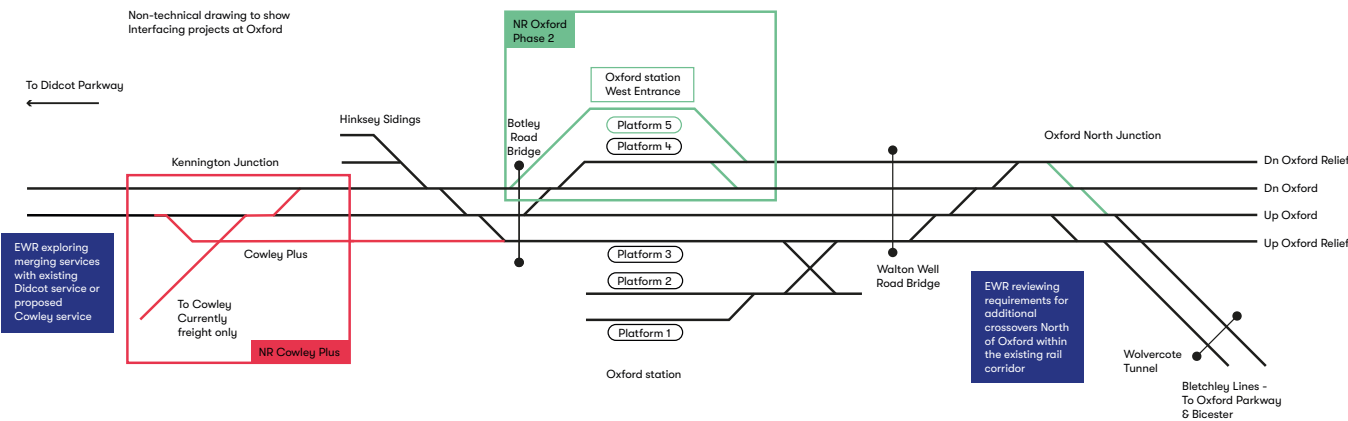 Non-technical drawing to show
Interfacing projects at Oxford
NR Oxford
Phase 2
To Didcot Parkway
Oxford station
West Entrance
Hinksey Sidings
Botley
Road
Bridge
Platform 5
Platform 4
Oxford North Junction
Kennington Junction
Dn Oxford Relief
Dn Oxford
Up Oxford
Up Oxford Relief
EWR exploring
merging services
with existing
Didcot service or
proposed
Cowley service
Cowley Plus
To Cowley
Currently
freight only
NR Cowley Plus
Platform 3
Platform 2
Platform 1
Oxford station
Walton Well
Road Bridge
EWR reviewing
requirements for
additional
crossovers North
of Oxford within
the existing rail
corridor
Wolvercote
Tunnel
Bletchley Lines -
To Oxford Parkway
& Bicester